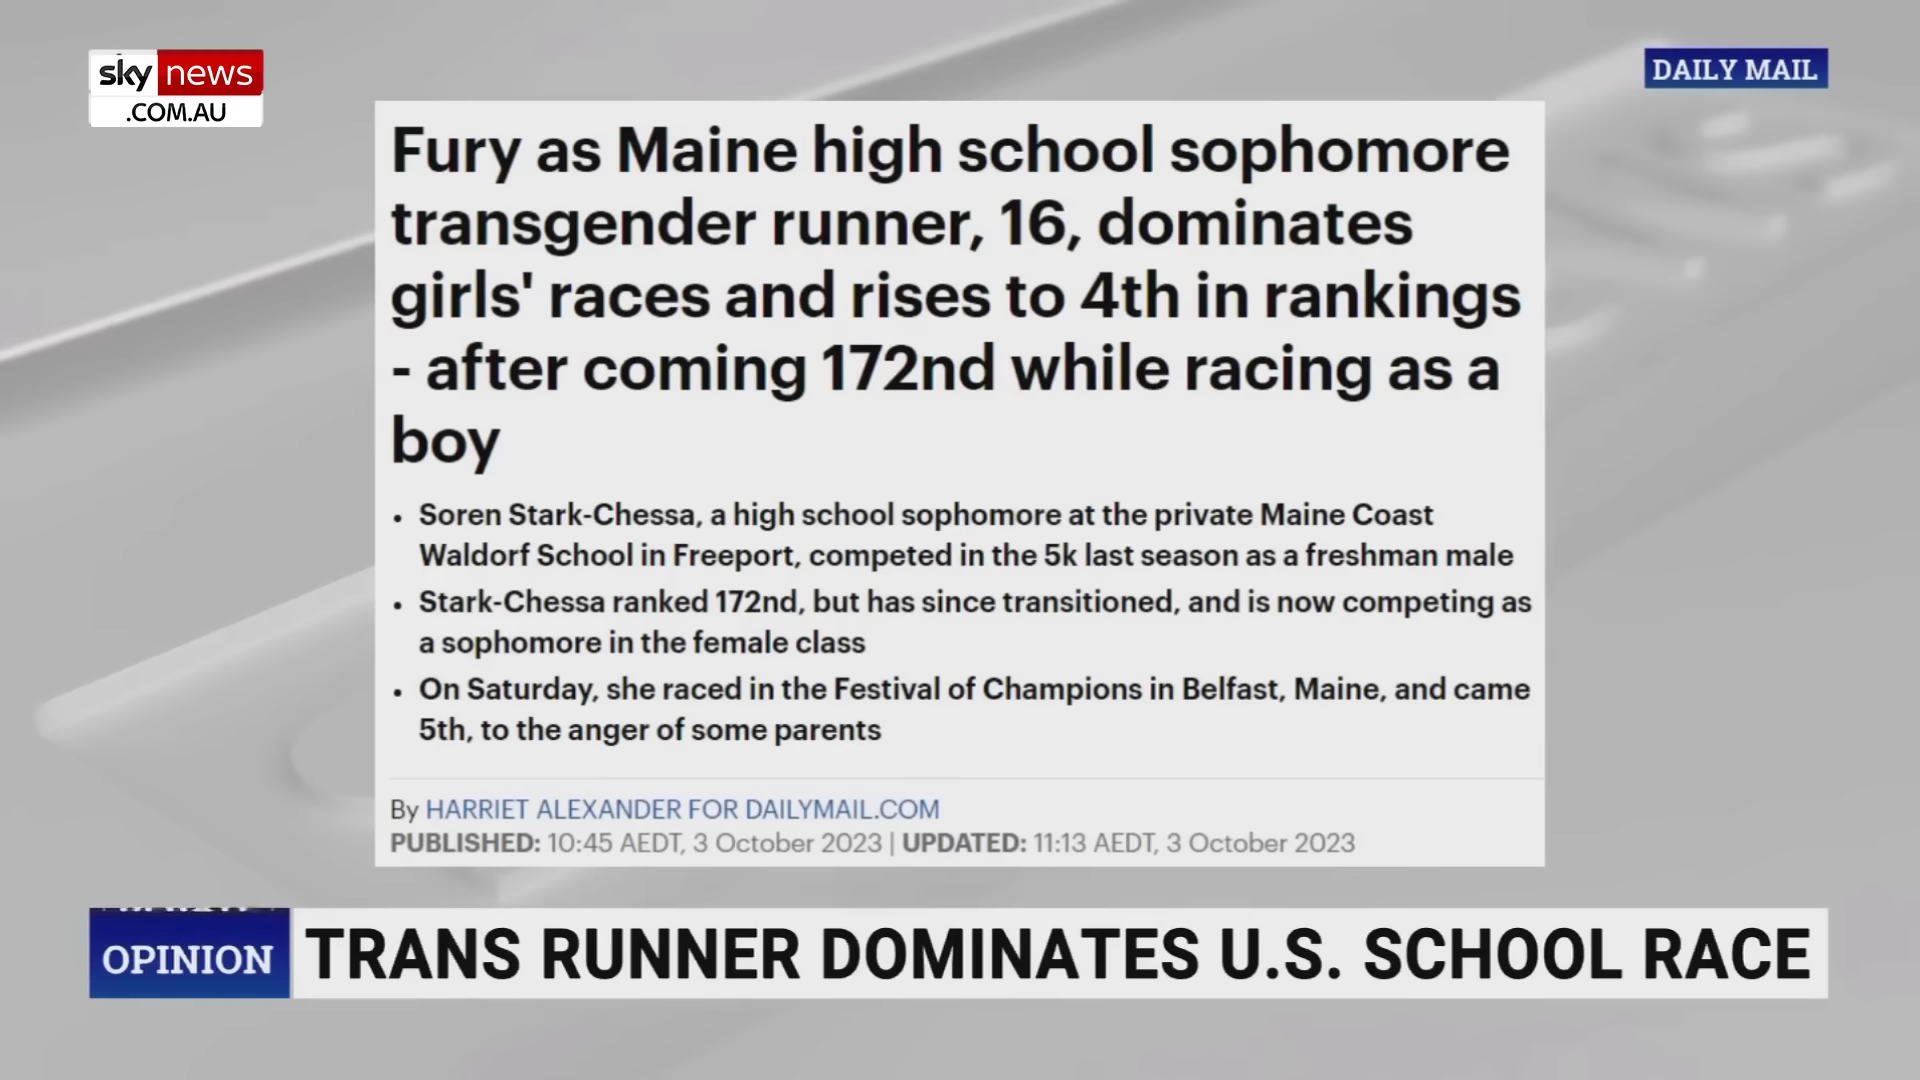 sky news
.COM.AU
DAILY MAIL
Fury as Maine high school sophomore
transgender runner, 16, dominates
girls' races and rises to 4th in rankings
- after coming 172nd while racing as a
boy
• Soren Stark-Chessa, a high school sophomore at the private Maine Coast
Waldorf School in Freeport, competed in the 5k last season as a freshman male
• Stark-Chessa ranked 172nd, but has since transitioned, and is now competing as
a sophomore in the female class
• On Saturday, she raced in the Festival of Champions in Belfast, Maine, and came
5th, to the anger of some parents
By HARRIET ALEXANDER FOR DAILYMAIL.COM
PUBLISHED: 10:45 AEDT, 3 October 2023 | UPDATED: 11:13 AEDT, 3 October 2023
OPINION
TRANS RUNNER DOMINATES U.S. SCHOOL RACE